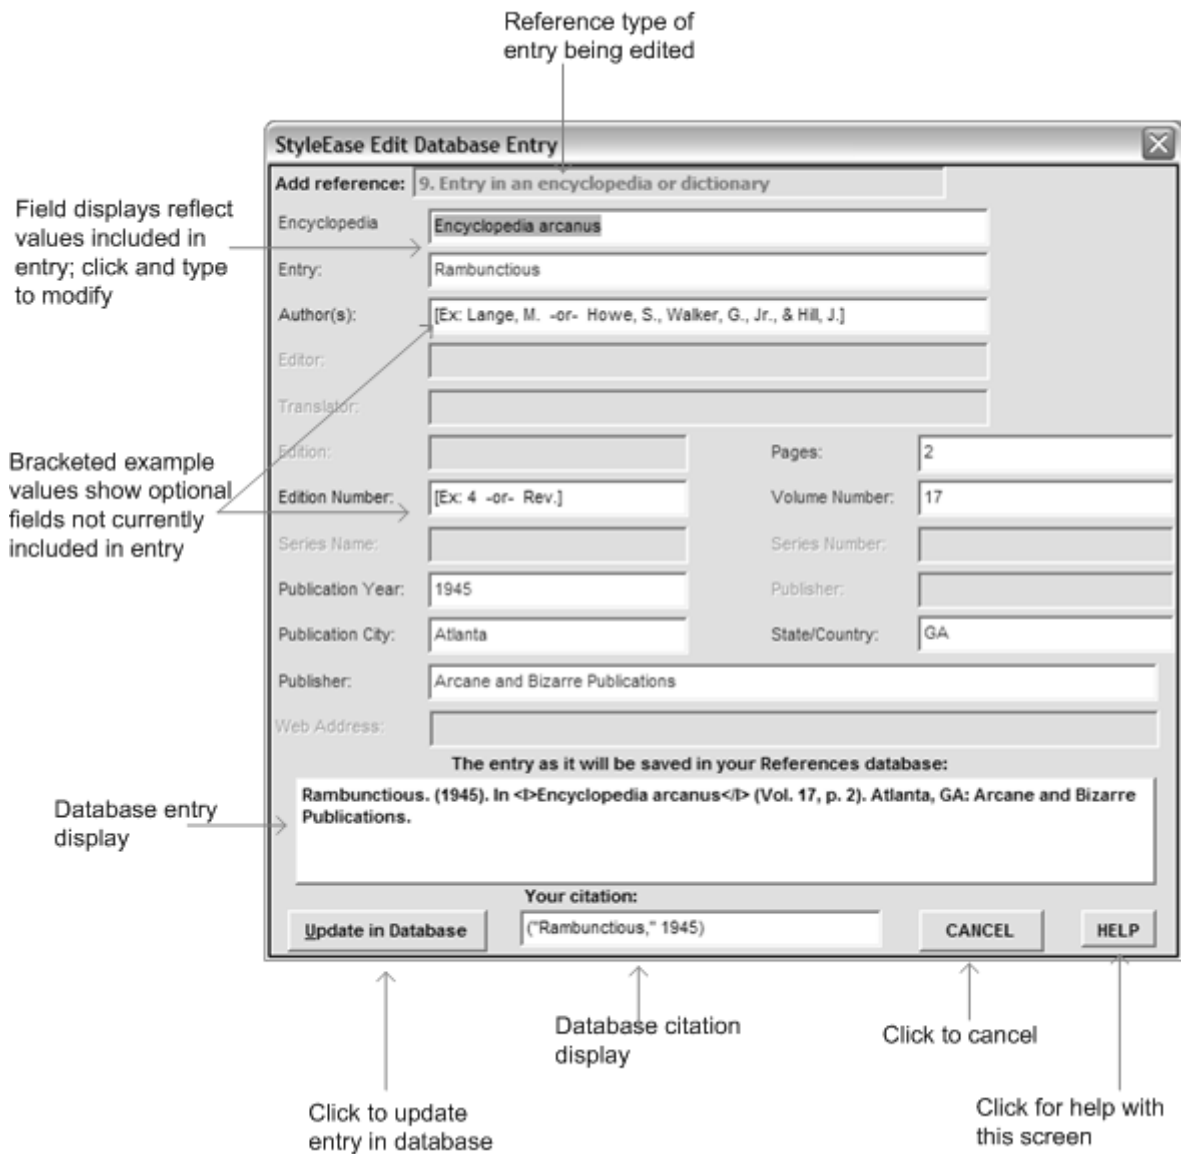 Reference type of
entry being edited
StyleEase Edit Database Entry
Add reference: 9. Entry in an encyclopedia or dictionary
Field displays reflect
values included in
entry; click and type
to modify
Encyclopedia Encyclopedia arcanus
Entry: Rambunctious
Author(s): [Ex: Lange, M. -or- Howe, S., Walker, G., Jr., & Hill, J.]
Editor:
Translator:
Bracketed example
values show optional
fields not currently
included in entry
Edition: Pages: 2
Edition Number: [Ex: 4 -or- Rev.] Volume Number: 17
Series Name: Series Number:
Publication Year: 1945 Publisher:
Publication City: Atlanta State/Country: GA
Publisher: Arcane and Bizarre Publications
Web Address:
The entry as it will be saved in your References database:
Database entry
display
Rambunctious. (1945). In <I>Encyclopedia arcanus</I> (Vol. 17, p. 2). Atlanta, GA: Arcane and Bizarre
Publications.
Your citation:
Update in Database ("Rambunctious," 1945) CANCEL HELP
Database citation
display
Click to cancel
Click to update
entry in database
Click for help with
this screen